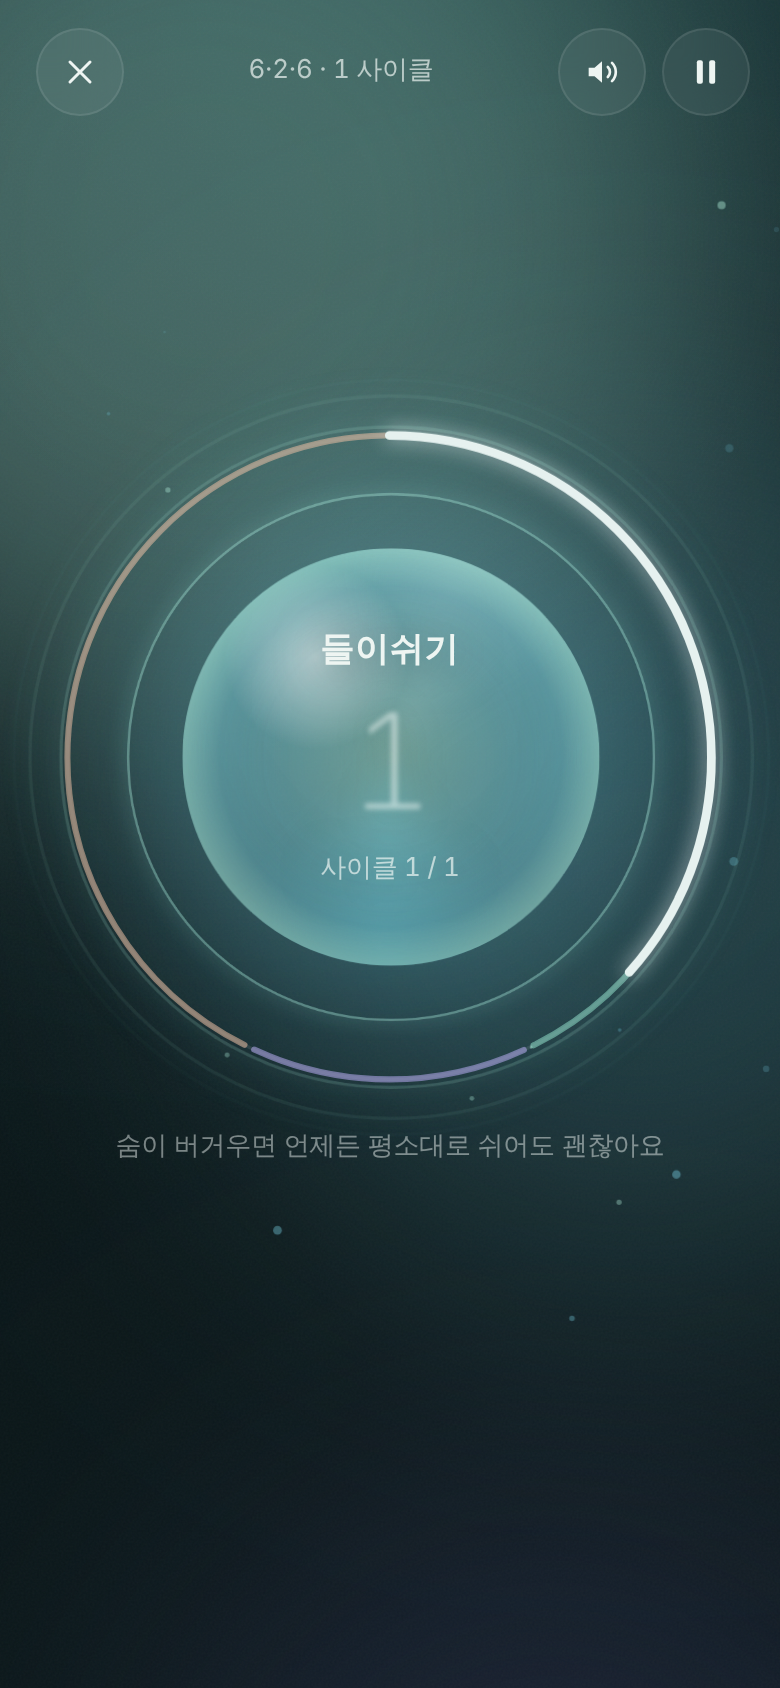 6·2·6 · 1 사이클
들이쉬기
1
사이클 1 / 1
숨이 버거우면 언제든 평소대로 쉬어도 괜찮아요